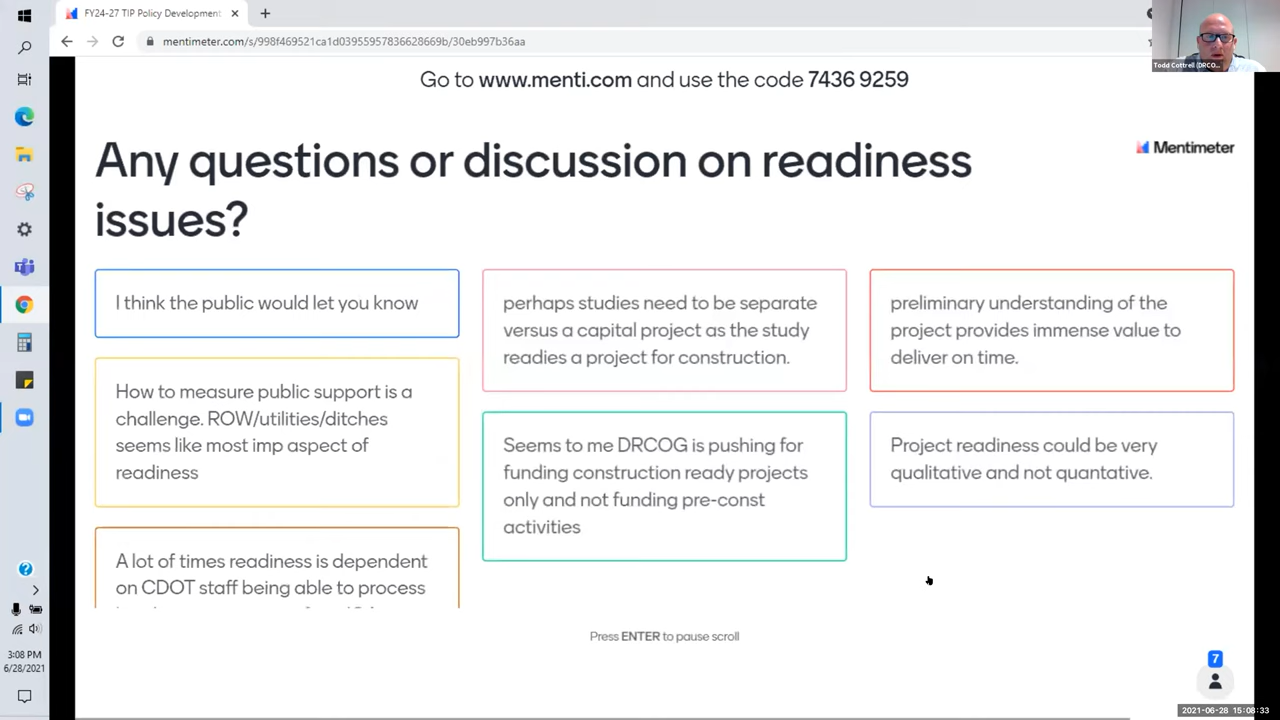 FY24-27 TIP Policy Development
mentimeter.com/s/998f469521ca1d03955957836628669b/30eb997b36aa
Todd Cottrell (DRCO...
Go to www.menti.com and use the code 7436 9259
Any questions or discussion on readiness
issues?
Mentimeter
I think the public would let you know
How to measure public support is a
challenge. ROW/utilities/ditches
seems like most imp aspect of
readiness
A lot of times readiness is dependent
on CDOT staff being able to process
perhaps studies need to be separate
versus a capital project as the study
readies a project for construction.
Seems to me DRCOG is pushing for
funding construction ready projects
only and not funding pre-const
activities
preliminary understanding of the
project provides immense value to
deliver on time.
Project readiness could be very
qualitative and not quantative.
Press ENTER to pause scroll
7
3:08 PM
6/28/2021
2021-06-28 15:08:33